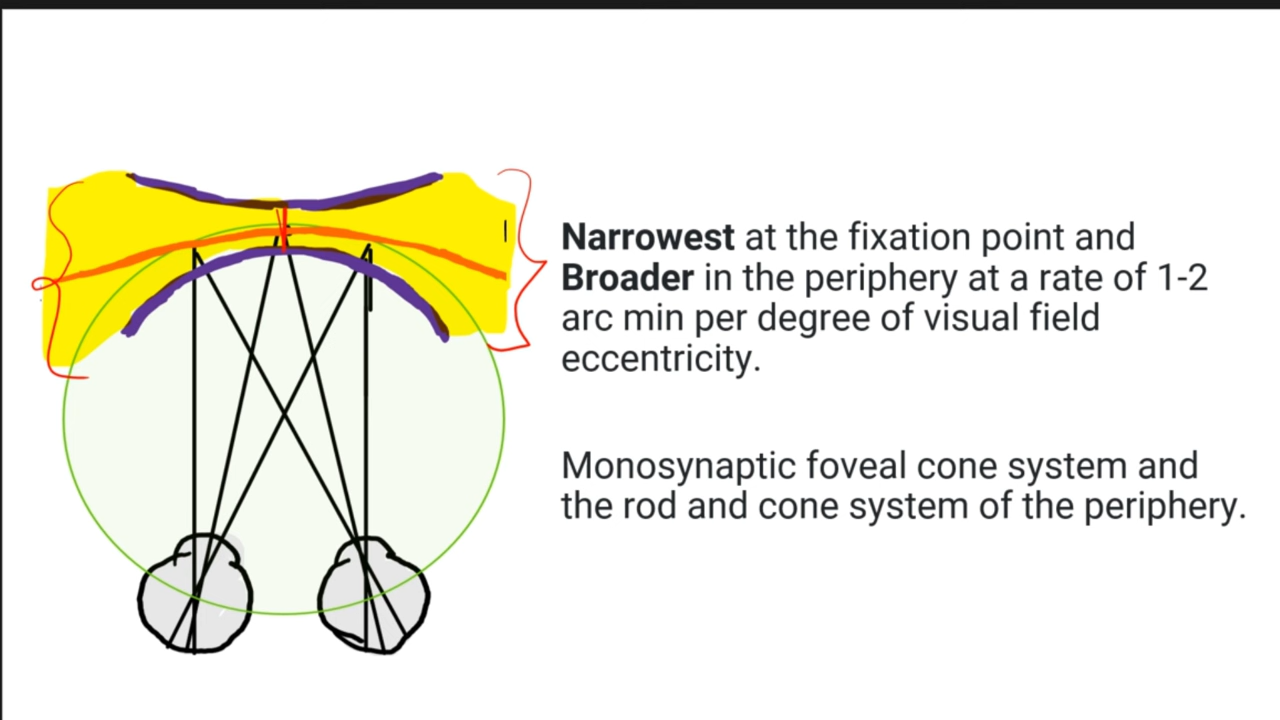 Narrowest at the fixation point and
Broader in the periphery at a rate of 1-2
arc min per degree of visual field
eccentricity.
Monosynaptic foveal cone system and
the rod and cone system of the periphery.